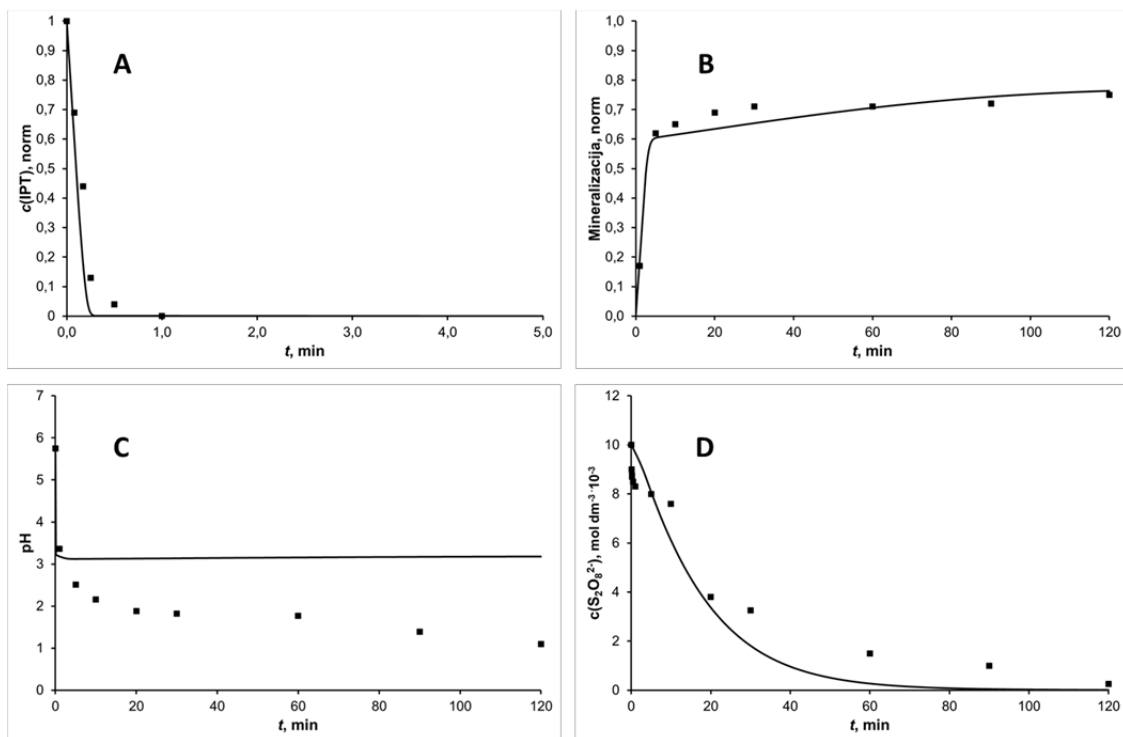 A
c(IPT), norm
1
0,9
0,8
0,7
0,6
0,5
0,4
0,3
0,2
0,1
0
0,0 1,0 2,0 3,0 4,0 5,0
t, min
B
Mineralizacija, norm
1,0
0,9
0,8
0,7
0,6
0,5
0,4
0,3
0,2
0,1
0,0
0 20 40 60 80 100 120
t, min
C
pH
7
6
5
4
3
2
1
0
0 20 40 60 80 100 120
t, min
D
c(S₂O₈²⁻), mol dm⁻³·10⁻³
12
10
8
6
4
2
0
0 20 40 60 80 100 120
t, min